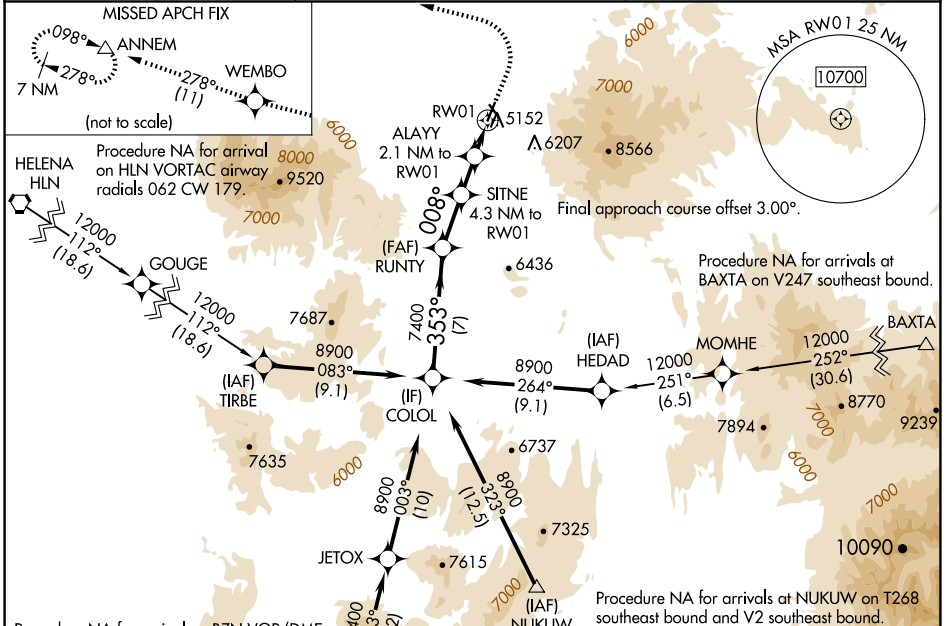 MISSED APCH FIX
098°
ANNEM
278°
7 NM
278°
(11)
WEMBO
(not to scale)
6000
7000
MSA RW01 25 NM
10700
RW01
5152
6207
8566
ALAYY
2.1 NM to
RW01
SITNE
4.3 NM to
RW01
008°
Final approach course offset 3.00°.
HELENA
HLN
Procedure NA for arrival
on HLN VORTAC airway
radials 062 CW 179.
6000
8000
9520
7000
12000
112°
(18.6)
GOUGE
12000
112°
(18.6)
(FAF)
RUNTY
6436
Procedure NA for arrivals at
BAXTA on V247 southeast bound.
7687
7400
353°
(7)
(IAF)
TIRBE
8900
083°
(9.1)
(IF)
COLOL
8900
264°
(9.1)
(IAF)
HEDAD
12000
251°
(6.5)
MOMHE
12000
252°
(30.6)
BAXTA
8770
7000
9239
7894
6000
7635
6000
6737
8900
003°
(10)
8900
323°
(12.5)
7325
JETOX
7615
7000
7000
10090
(IAF)
NUKUW
Procedure NA for arrivals at NUKUW on T268
southeast bound and V2 southeast bound.